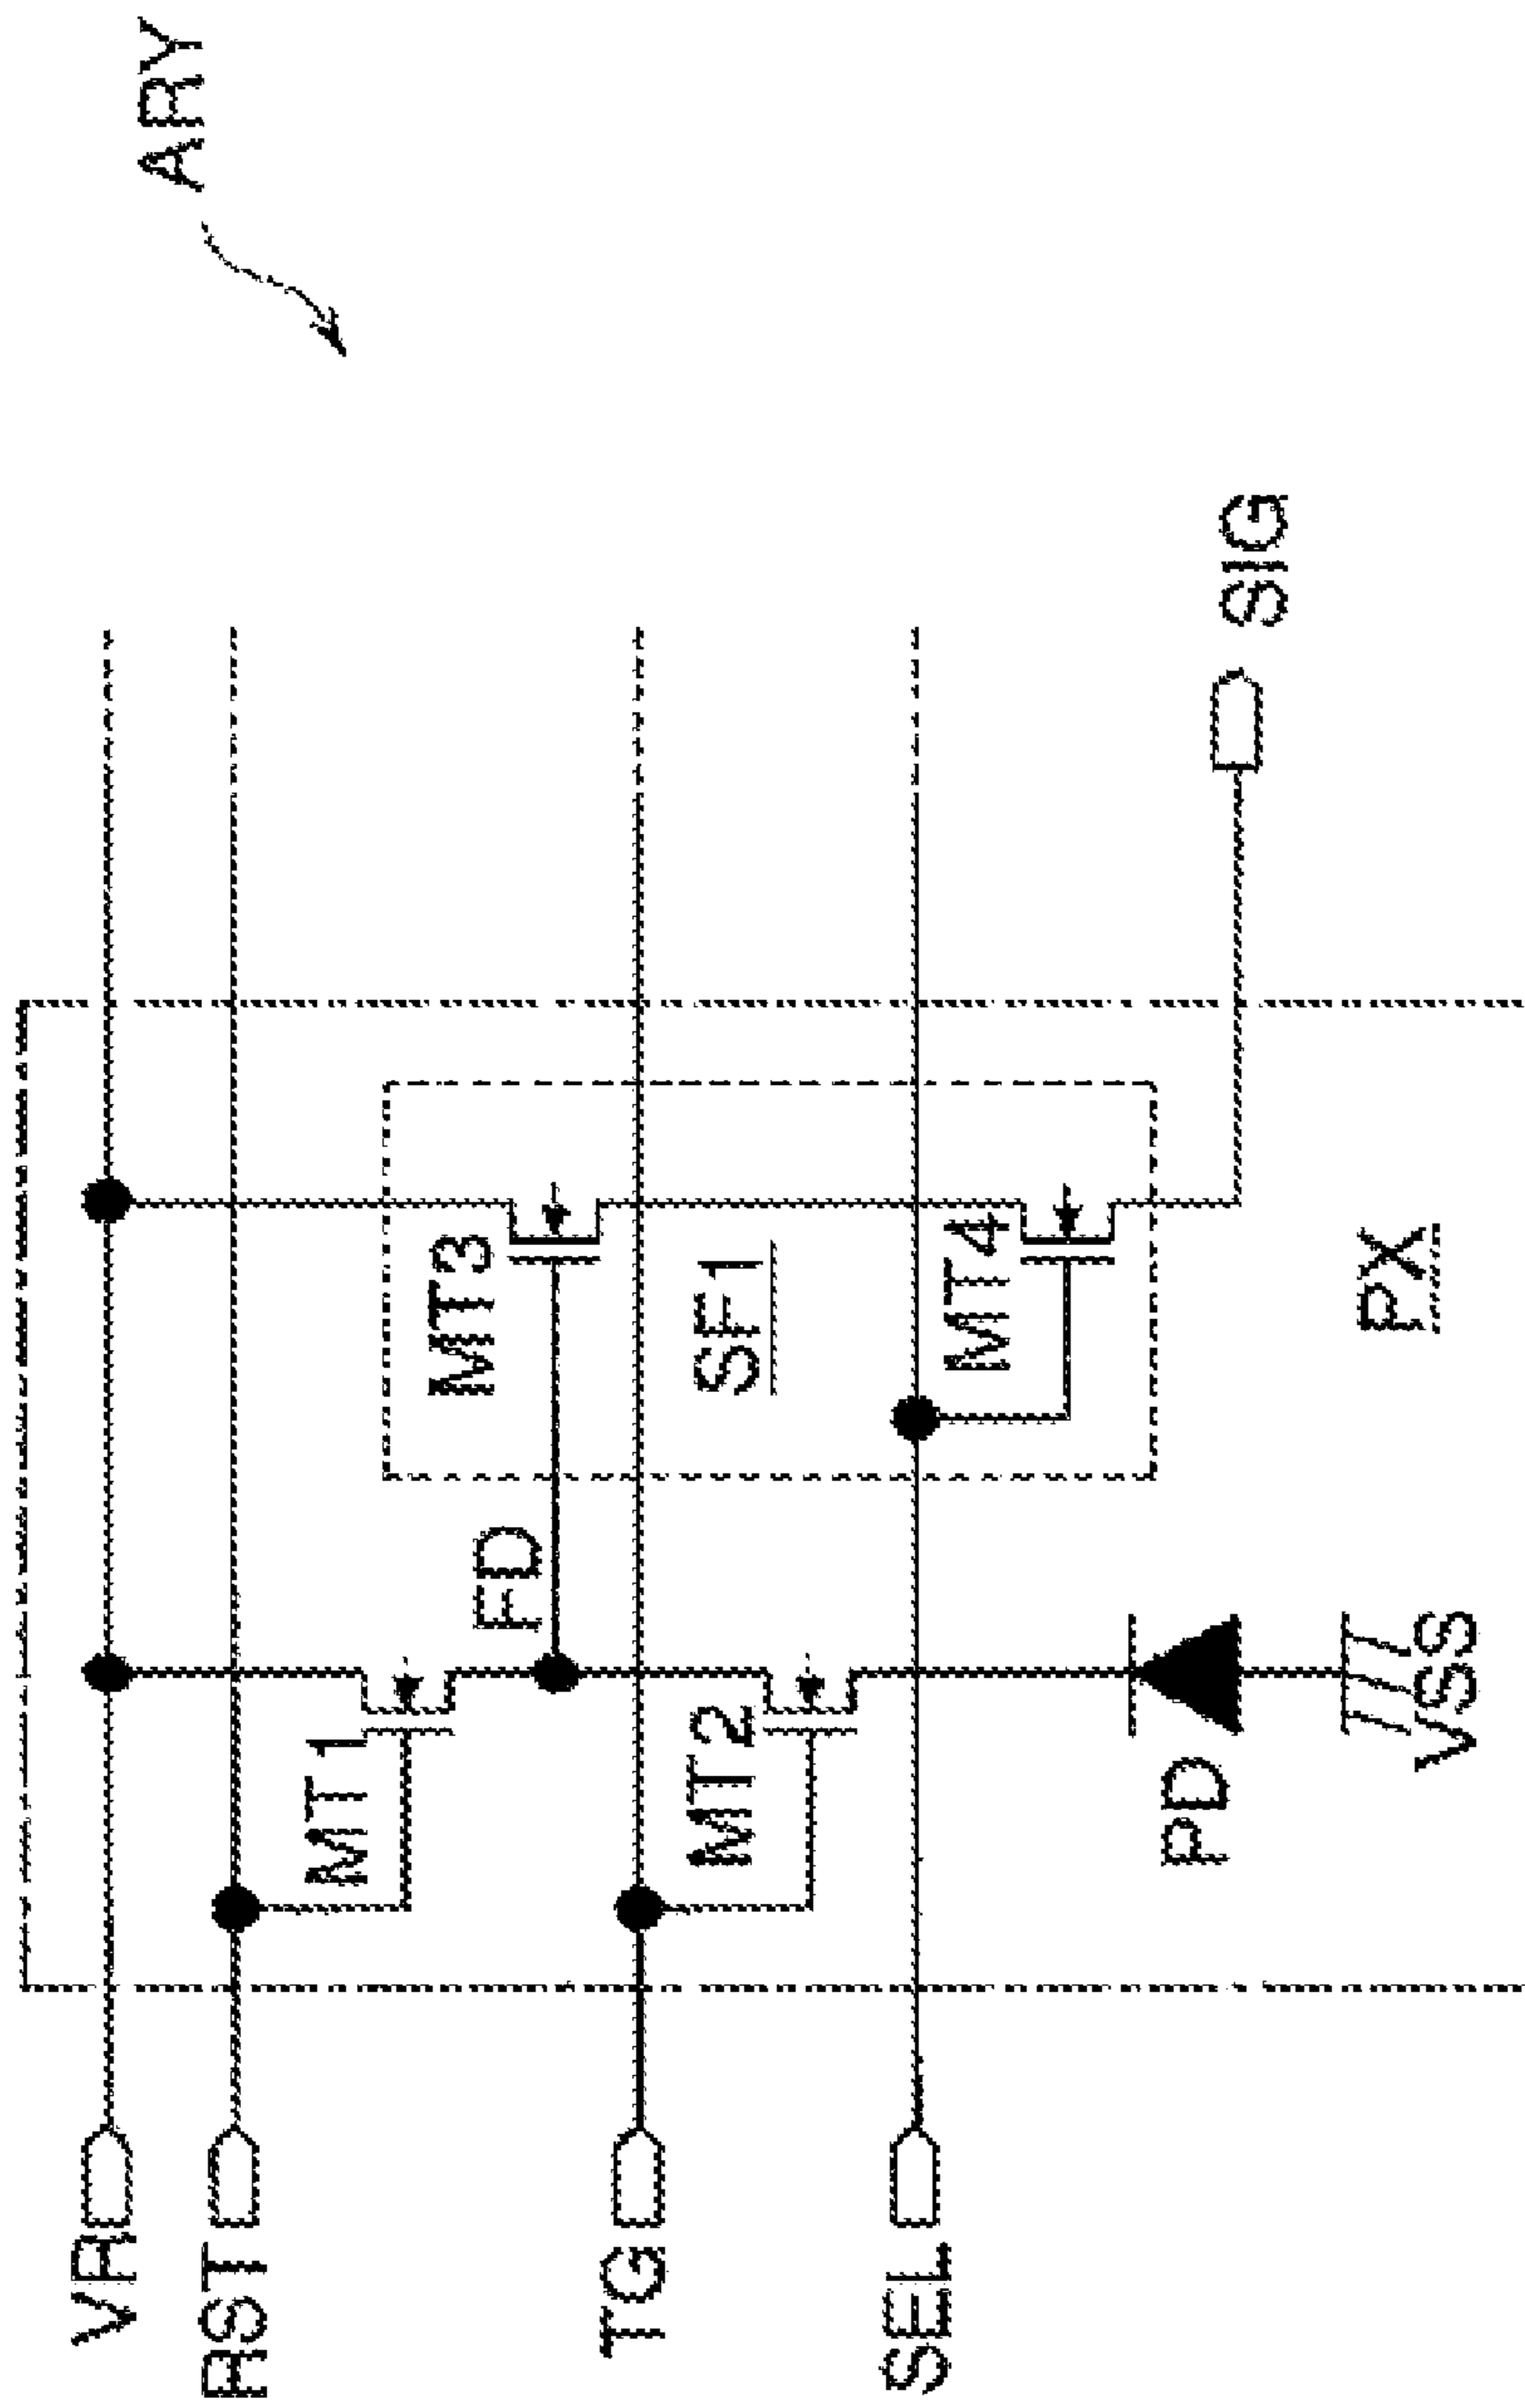 ARY
VR
RST
MT1
FD
MT3
TG
MT2
SF1
SEL
MT4
SIG
PD
VSS
PX